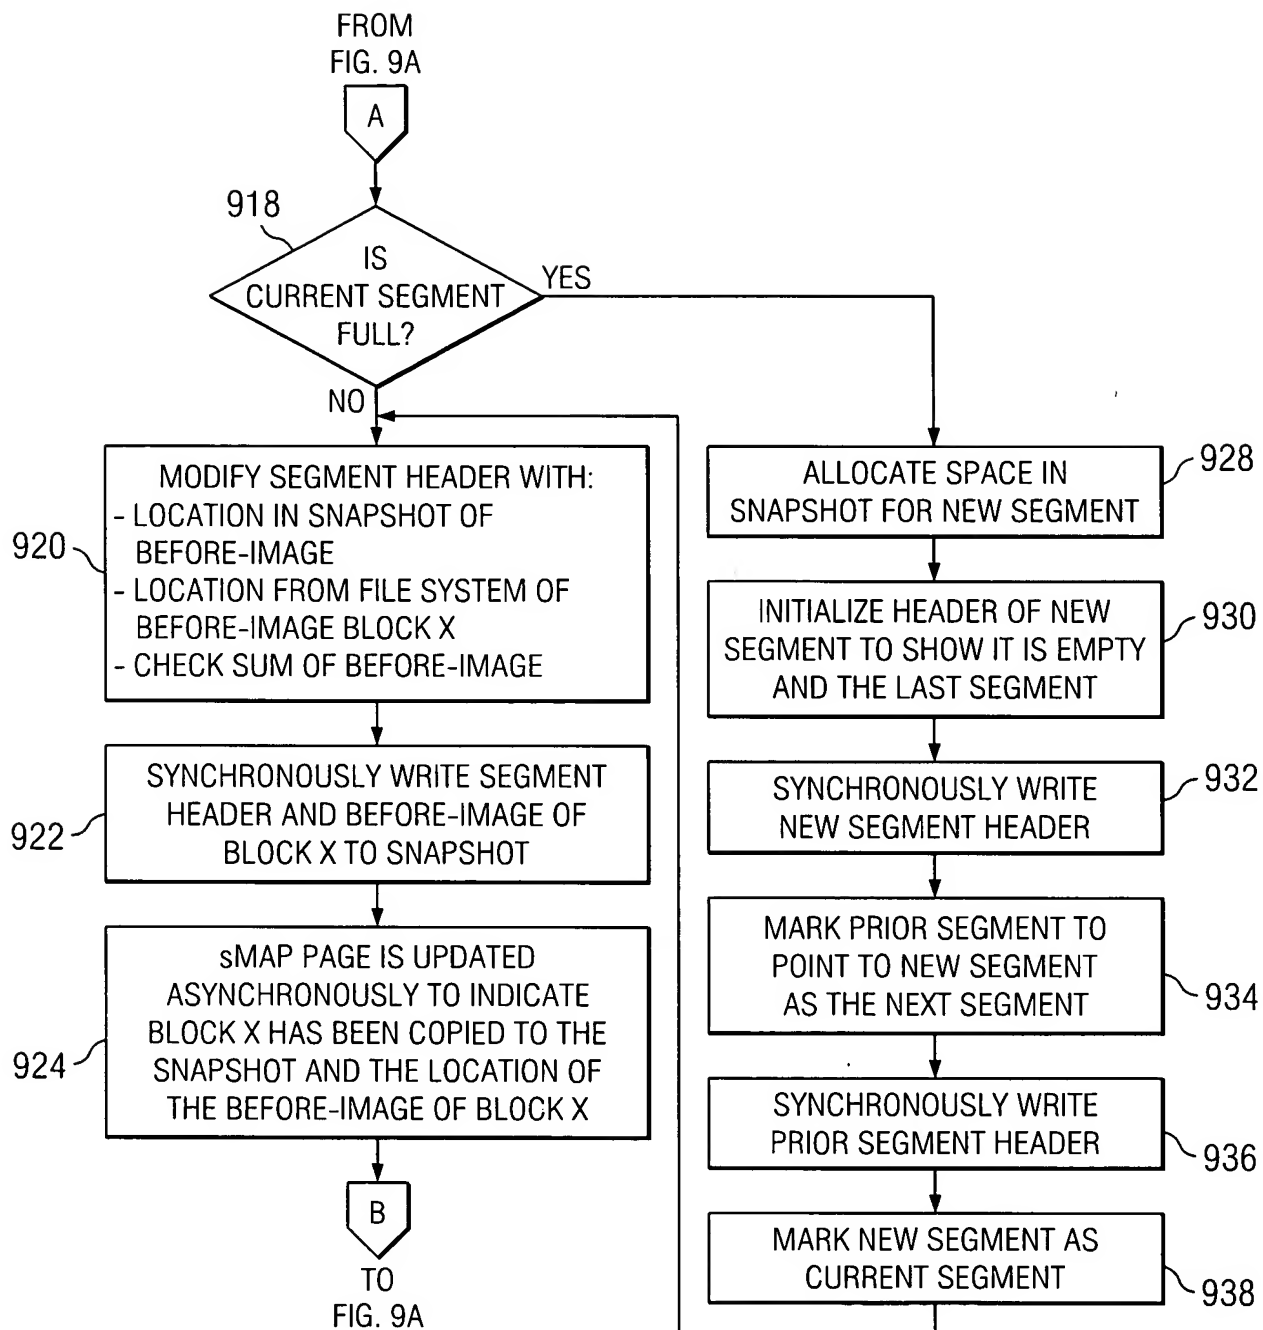 FROM
FIG. 9A
A
918
IS
CURRENT SEGMENT
FULL?
YES
NO
920
MODIFY SEGMENT HEADER WITH:
- LOCATION IN SNAPSHOT OF
BEFORE-IMAGE
- LOCATION FROM FILE SYSTEM OF
BEFORE-IMAGE BLOCK X
- CHECK SUM OF BEFORE-IMAGE
922
SYNCHRONOUSLY WRITE SEGMENT
HEADER AND BEFORE-IMAGE OF
BLOCK X TO SNAPSHOT
924
sMAP PAGE IS UPDATED
ASYNCHRONOUSLY TO INDICATE
BLOCK X HAS BEEN COPIED TO THE
SNAPSHOT AND THE LOCATION OF
THE BEFORE-IMAGE OF BLOCK X
B
TO
FIG. 9A
ALLOCATE SPACE IN
SNAPSHOT FOR NEW SEGMENT
928
INITIALIZE HEADER OF NEW
SEGMENT TO SHOW IT IS EMPTY
AND THE LAST SEGMENT
930
SYNCHRONOUSLY WRITE
NEW SEGMENT HEADER
932
MARK PRIOR SEGMENT TO
POINT TO NEW SEGMENT
AS THE NEXT SEGMENT
934
SYNCHRONOUSLY WRITE
PRIOR SEGMENT HEADER
936
MARK NEW SEGMENT AS
CURRENT SEGMENT
938